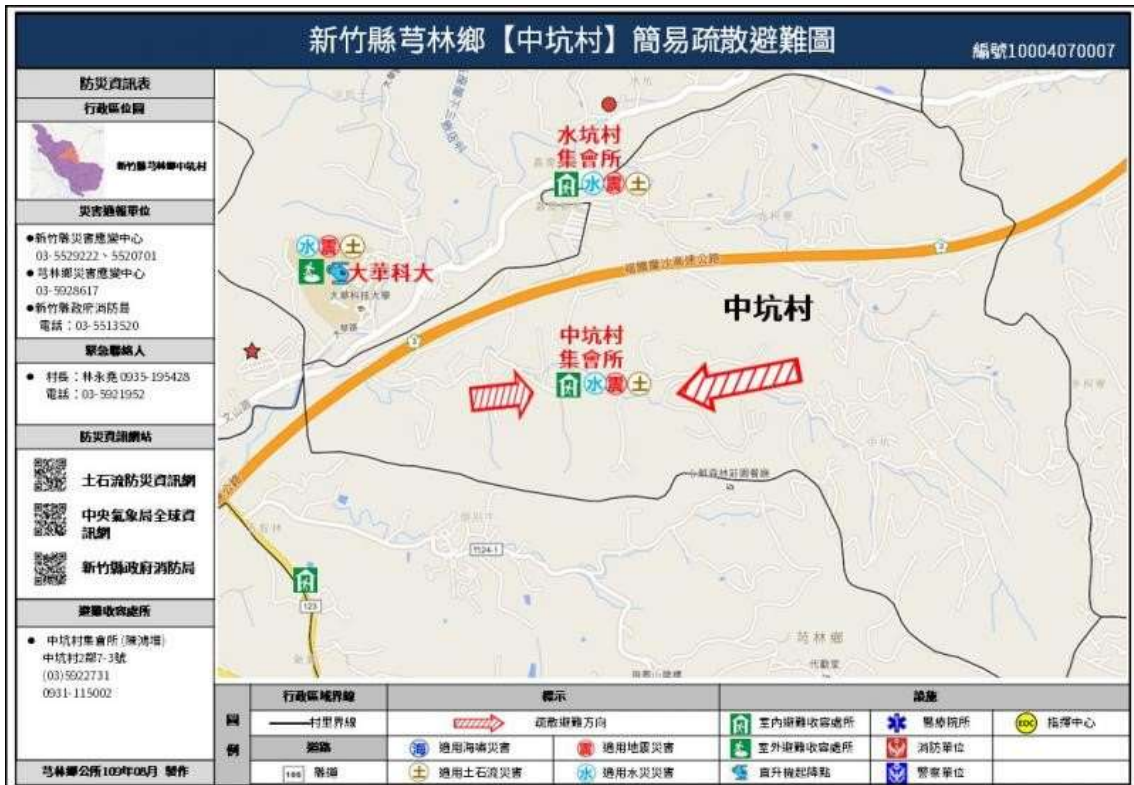 新竹縣芎林鄉【中坑村】簡易疏散避難圖
編號10004070007
防災資訊表
行政區位圖
新竹縣芎林鄉中坑村
災害通報單位
●新竹縣災害應變中心
03-5529222、5520701
●芎林鄉災害應變中心
03-5928617
●新竹縣政府消防局
電話：03-5513520
緊急聯絡人
● 村長：林永堯 0935-195428
電話：03-5921952
防災資訊網站
土石流防災資訊網
中央氣象局全球資
訊網
新竹縣政府消防局
避難收容處所
● 中坑村集會所(陳鴻增)
中坑村2鄰7-3號
(03)5922731
0931-115002
芎林鄉公所109年08月 製作
水坑村
集會所
水 震 土
水 震 土
大華科大
大華科技大學
大華路
文山路
福爾摩沙高速公路
3
3
中坑村
中坑村
集會所
水 震 土
中坑
124-1
123
芎林鄉
圖
例
行政區域界線
標示
設施
村里界線
疏散避難方向
室內避難收容處所
醫療院所
EOC 指揮中心
道路
海 適用海嘯災害
震 適用地震災害
室外避難收容處所
消防單位
縣道
土 適用土石流災害
水 適用水災災害
直升機起降點
警察單位